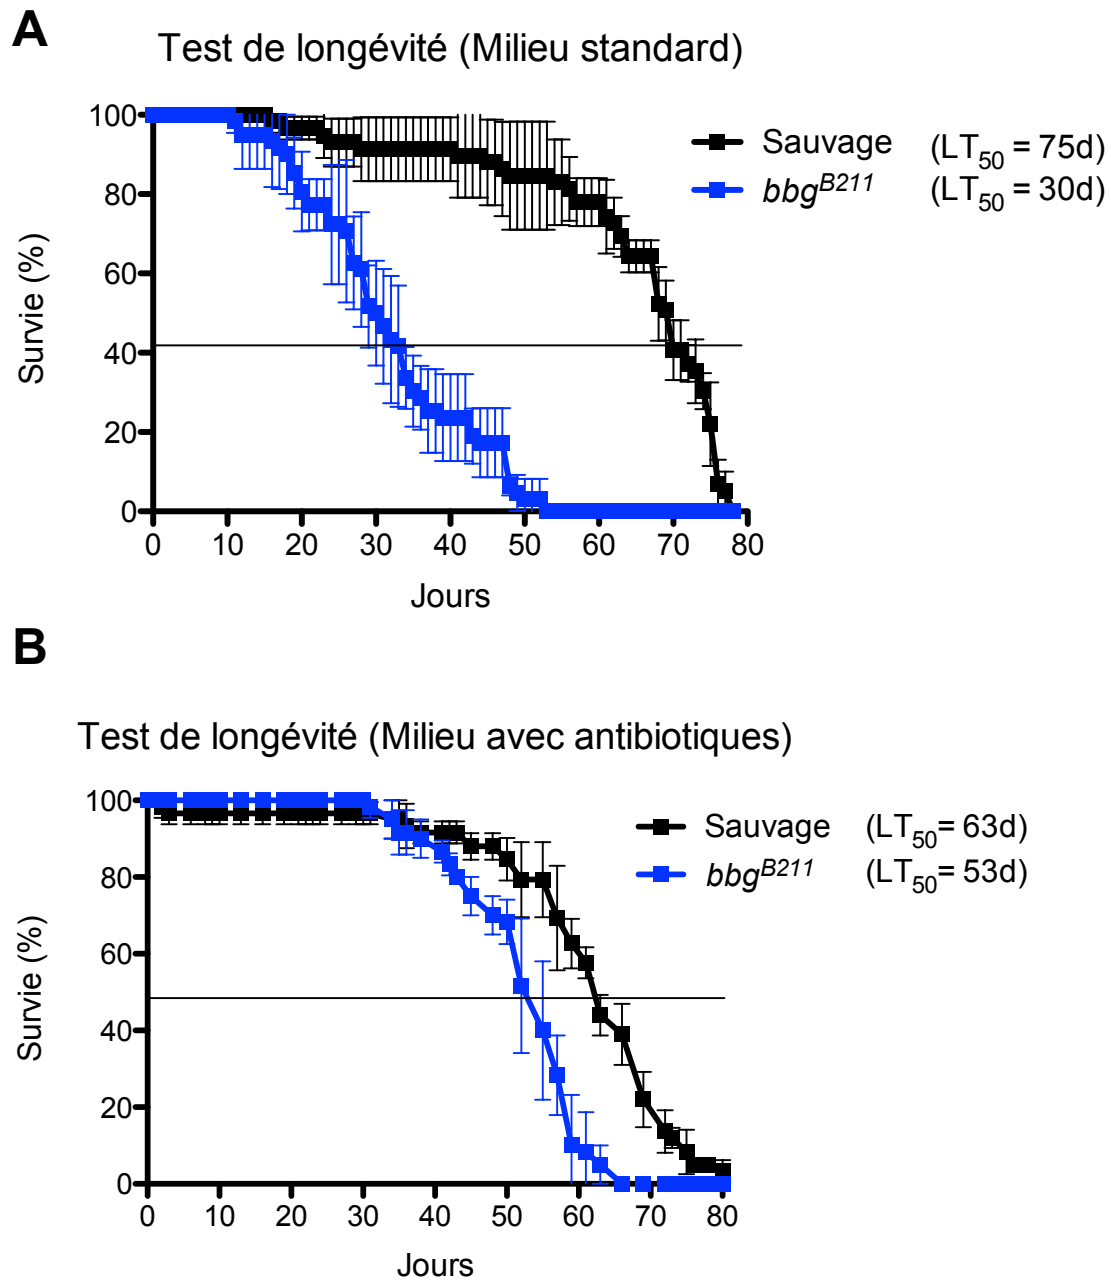 A
Test de longévité (Milieu standard)
Sauvage (LT50 = 75d)
bbgB211 (LT50 = 30d)
Survie (%)
100
80
60
40
20
0
0 10 20 30 40 50 60 70 80
Jours
B
Test de longévité (Milieu avec antibiotiques)
Sauvage (LT50= 63d)
bbgB211 (LT50= 53d)
Survie (%)
100
80
60
40
20
0
0 10 20 30 40 50 60 70 80
Jours